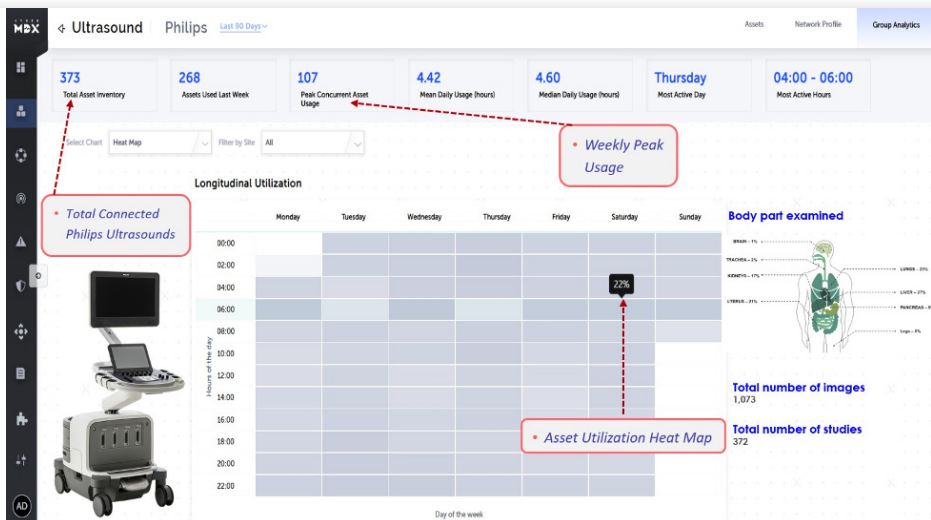 MDX
Ultrasound
Philips
Last 90 Days
Assets
Network Profile
Group Analytics
373
Total Asset Inventory
268
Assets Used Last Week
107
Peak Concurrent Asset
Usage
4.42
Mean Daily Usage (hours)
4.60
Median Daily Usage (hours)
Thursday
Most Active Day
04:00 - 06:00
Most Active Hours
Select Chart
Heat Map
Filter by Site
All
• Weekly Peak
Usage
• Total Connected
Philips Ultrasounds
Longitudinal Utilization
Monday
Tuesday
Wednesday
Thursday
Friday
Saturday
Sunday
00:00
02:00
04:00
06:00
08:00
10:00
12:00
14:00
16:00
18:00
20:00
22:00
Hours of the day
Day of the week
22%
• Asset Utilization Heat Map
Body part examined
BRAIN - 1%
TRACHEA - 2%
KIDNEYS - 17%
UTERUS - 21%
LUNGS - 23%
LIVER - 27%
PANCREAS
Legs
Total number of images
1,073
Total number of studies
372
AD